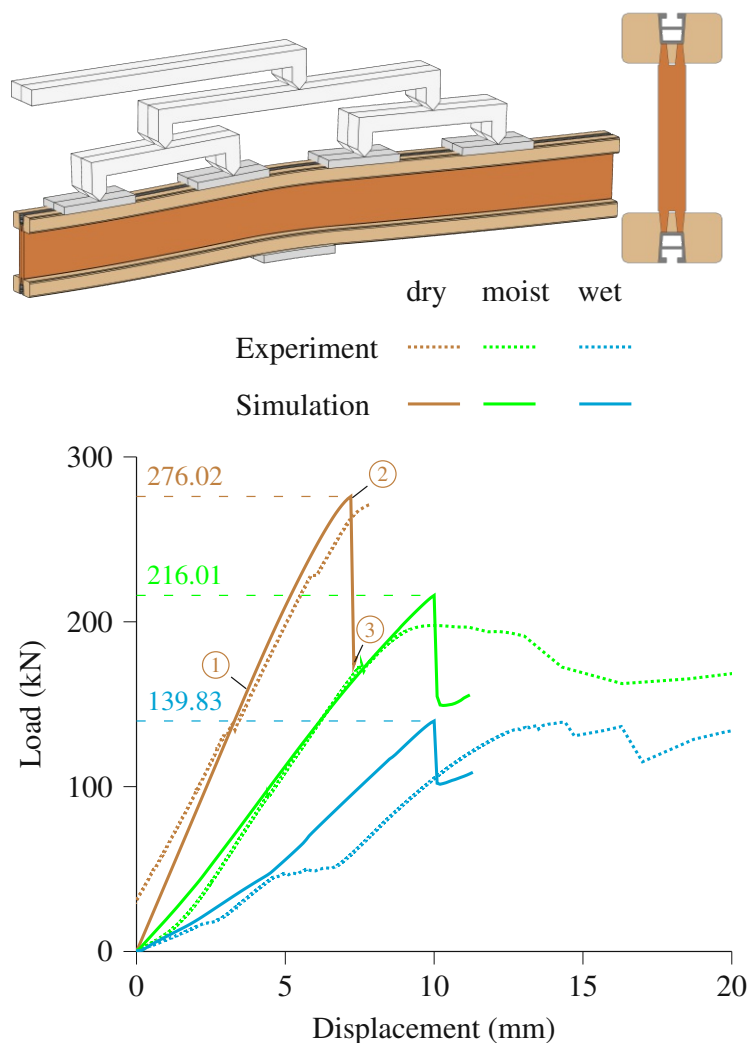 dry moist wet
Experiment
Simulation
300
276.02
2
216.01
200
3
1
139.83
100
0
0 5 10 15 20
Load (kN)
Displacement (mm)